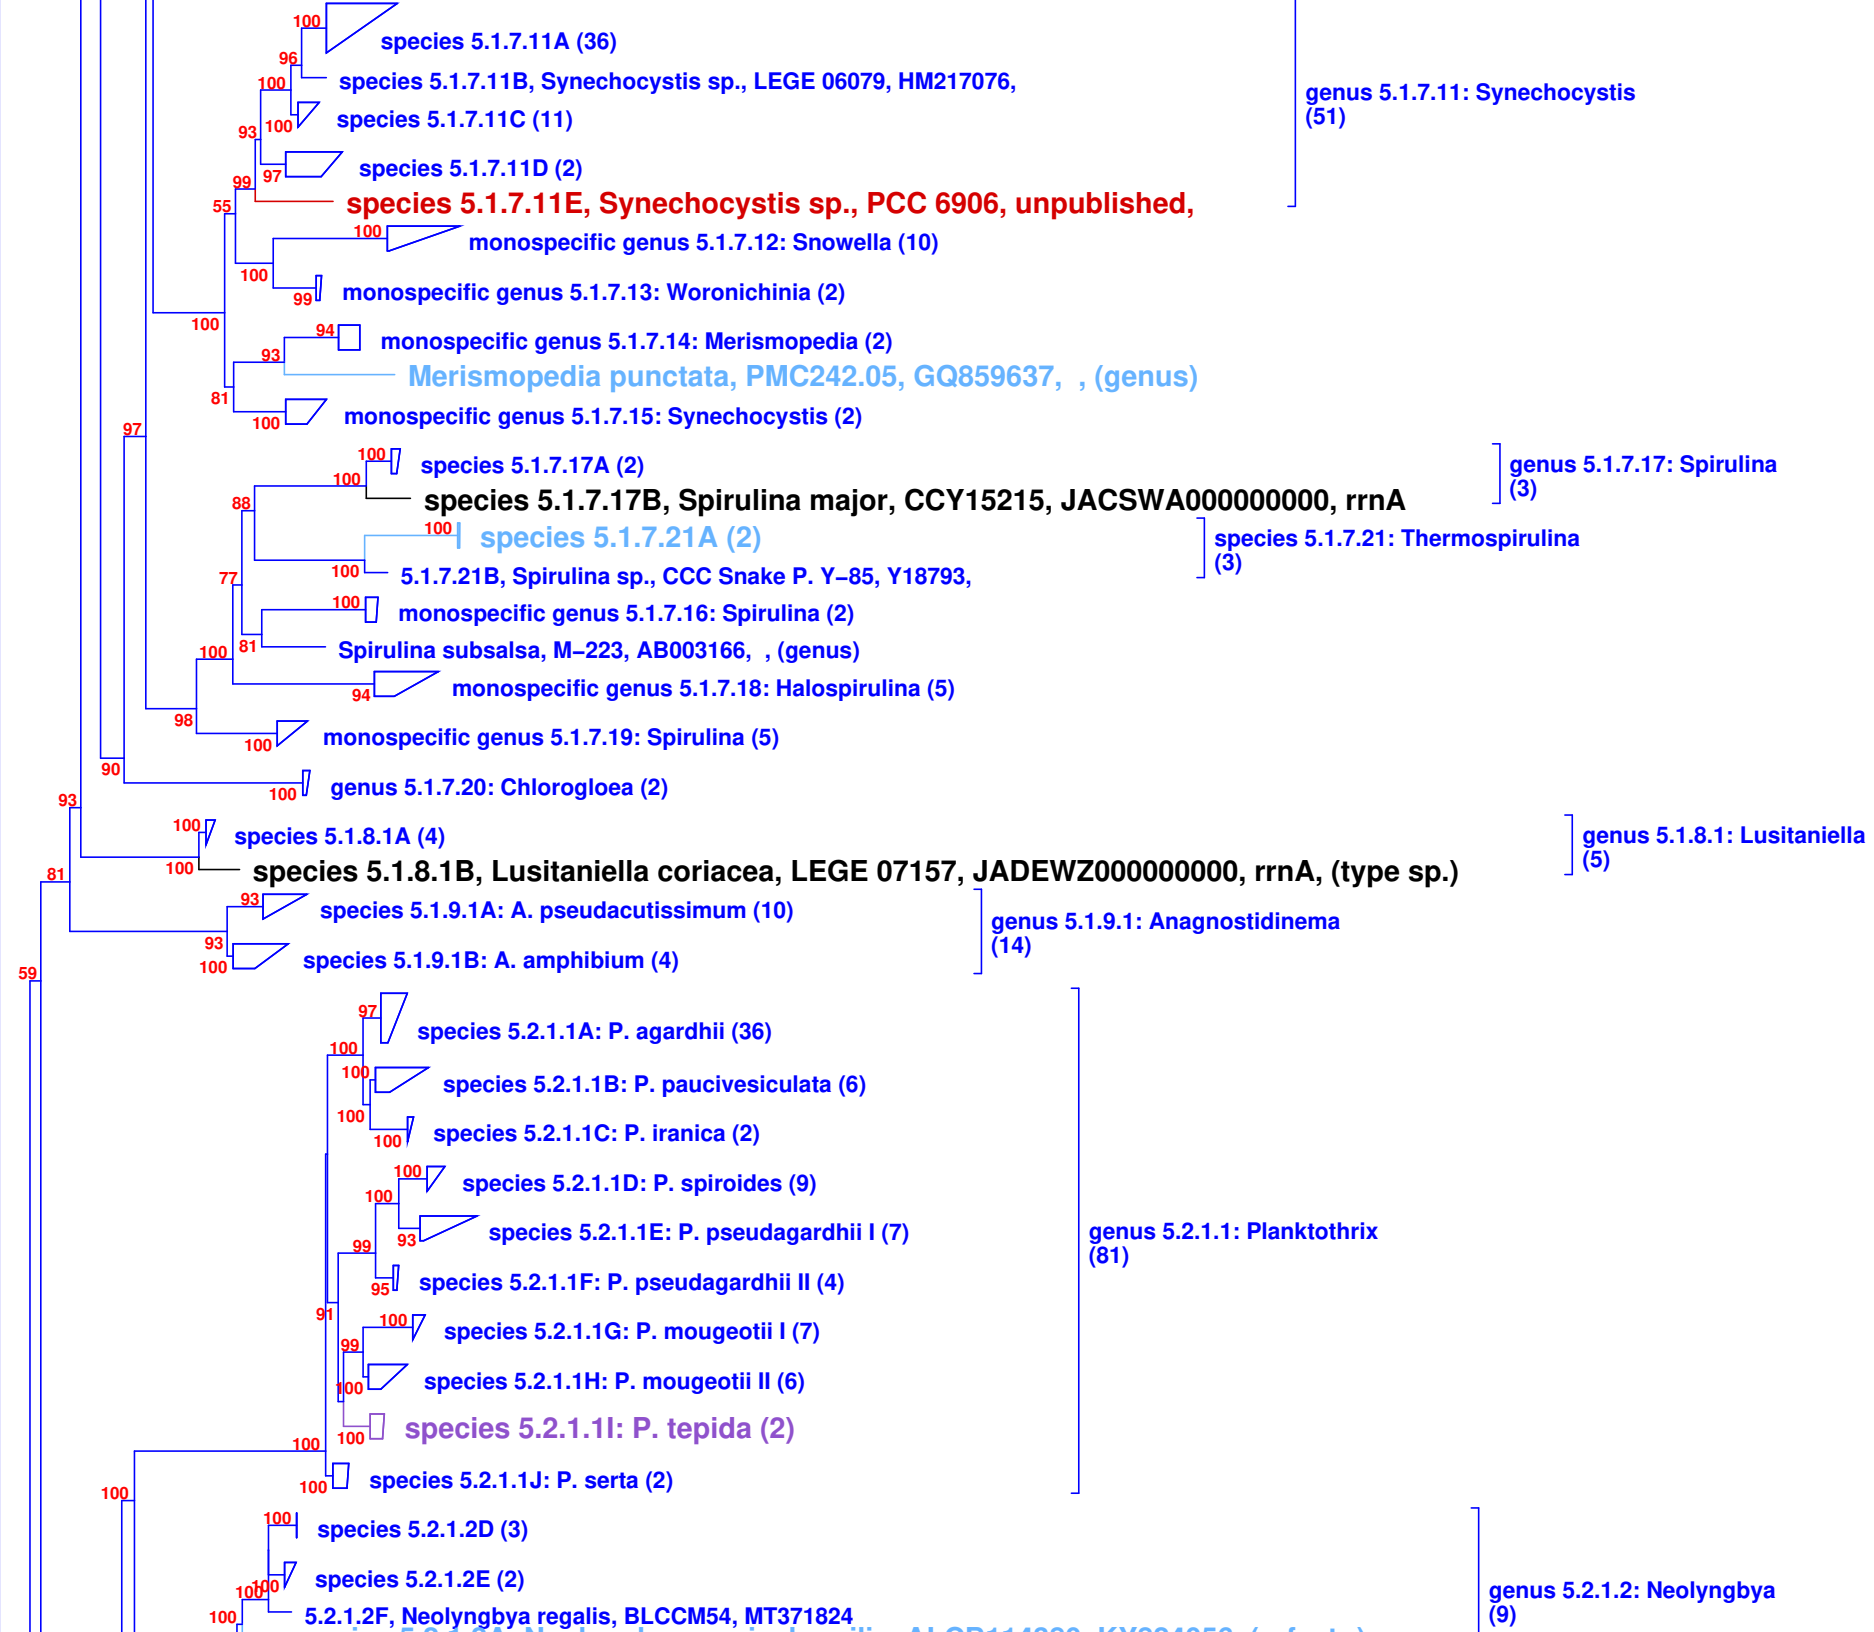 100
species 5.1.7.11A (36)
96
100
species 5.1.7.11B, Synechocystis sp., LEGE 06079, HM217076,
genus 5.1.7.11: Synechocystis
(51)
100
species 5.1.7.11C (11)
93
97
species 5.1.7.11D (2)
99
species 5.1.7.11E, Synechocystis sp., PCC 6906, unpublished,
55
100
monospecific genus 5.1.7.12: Snowella (10)
100
99
monospecific genus 5.1.7.13: Woronichinia (2)
100
94
monospecific genus 5.1.7.14: Merismopedia (2)
93
Merismopedia punctata, PMC242.05, GQ859637,  , (genus)
81
100
monospecific genus 5.1.7.15: Synechocystis (2)
97
100
species 5.1.7.17A (2)
genus 5.1.7.17: Spirulina
(3)
100
species 5.1.7.17B, Spirulina major, CCY15215, JACSWA000000000, rrnA
88
100
species 5.1.7.21A (2)
species 5.1.7.21: Thermospirulina
(3)
100
5.1.7.21B, Spirulina sp., CCC Snake P. Y−85, Y18793,
77
100
monospecific genus 5.1.7.16: Spirulina (2)
81
Spirulina subsalsa, M−223, AB003166,  , (genus)
100
94
monospecific genus 5.1.7.18: Halospirulina (5)
98
100
monospecific genus 5.1.7.19: Spirulina (5)
90
100
genus 5.1.7.20: Chlorogloea (2)
93
100
species 5.1.8.1A (4)
genus 5.1.8.1: Lusitaniella
(5)
100
species 5.1.8.1B, Lusitaniella coriacea, LEGE 07157, JADEWZ000000000, rrnA, (type sp.)
81
93
species 5.1.9.1A: A. pseudacutissimum (10)
genus 5.1.9.1: Anagnostidinema
(14)
93
100
species 5.1.9.1B: A. amphibium (4)
59
97
species 5.2.1.1A: P. agardhii (36)
100
100
species 5.2.1.1B: P. paucivesiculata (6)
100
100
species 5.2.1.1C: P. iranica (2)
100
species 5.2.1.1D: P. spiroides (9)
100
93
species 5.2.1.1E: P. pseudagardhii I (7)
genus 5.2.1.1: Planktothrix
(81)
99
95
species 5.2.1.1F: P. pseudagardhii II (4)
91
100
species 5.2.1.1G: P. mougeotii I (7)
99
100
species 5.2.1.1H: P. mougeotii II (6)
100
species 5.2.1.1I: P. tepida (2)
100
100
species 5.2.1.1J: P. serta (2)
100
100
species 5.2.1.2D (3)
100
species 5.2.1.2E (2)
100
genus 5.2.1.2: Neolyngbya
(9)
100
5.2.1.2F, Neolyngbya regalis, BLCCM54, MT371824